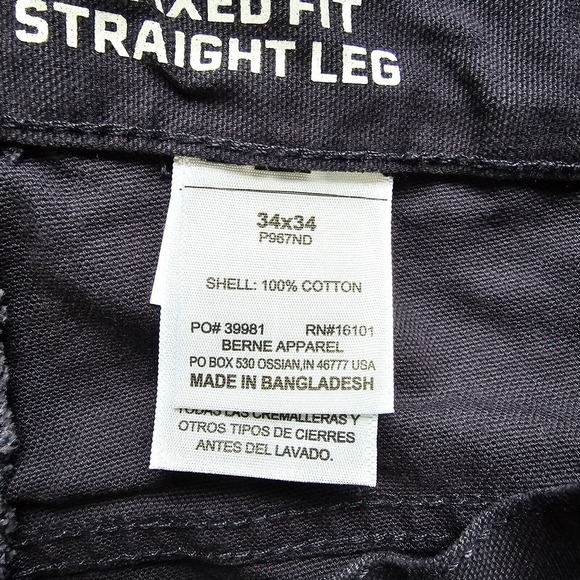 FIT
STRAIGHT LEG
34x34
P967ND
SHELL: 100% COTTON
PO# 39981 RN#16101
BERNE APPAREL
PO BOX 530 OSSIAN,IN 46777 USA
MADE IN BANGLADESH
TODAS LAS CREMALLERAS Y
OTROS TIPOS DE CIERRES
ANTES DEL LAVADO.